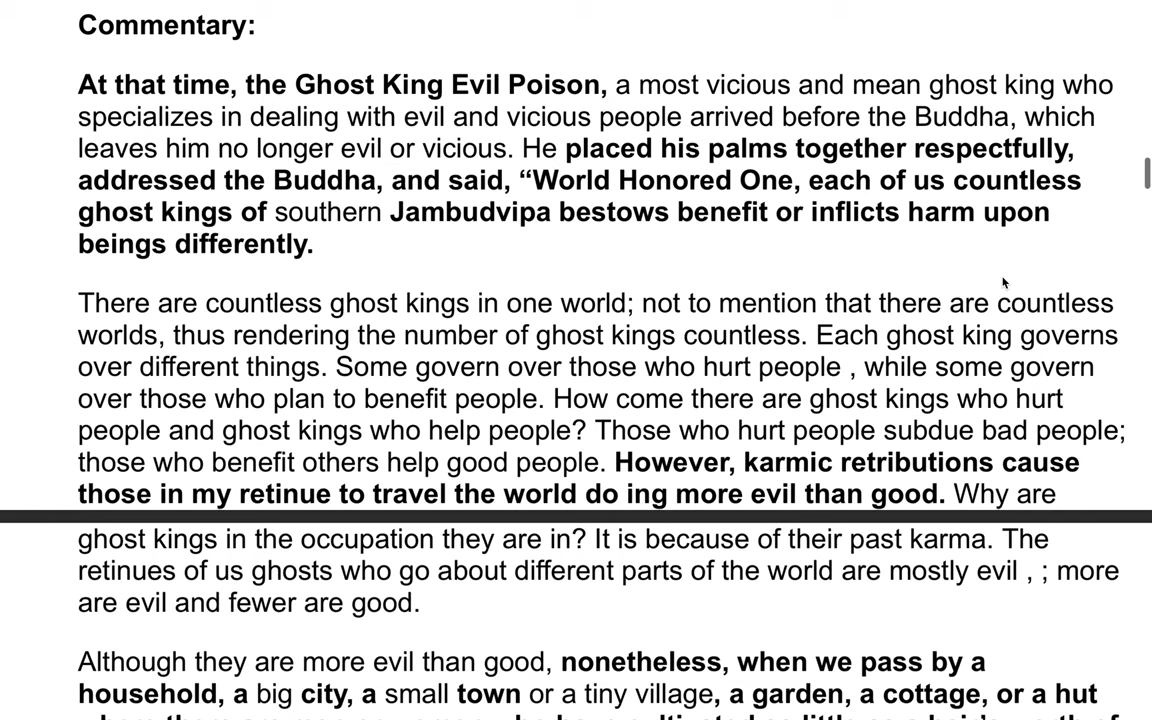 Commentary:
At that time, the Ghost King Evil Poison, a most vicious and mean ghost king who
specializes in dealing with evil and vicious people arrived before the Buddha, which
leaves him no longer evil or vicious. He placed his palms together respectfully,
addressed the Buddha, and said, “World Honored One, each of us countless
ghost kings of southern Jambudvipa bestows benefit or inflicts harm upon
beings differently.
There are countless ghost kings in one world; not to mention that there are countless
worlds, thus rendering the number of ghost kings countless. Each ghost king governs
over different things. Some govern over those who hurt people , while some govern
over those who plan to benefit people. How come there are ghost kings who hurt
people and ghost kings who help people? Those who hurt people subdue bad people;
those who benefit others help good people. However, karmic retributions cause
those in my retinue to travel the world do ing more evil than good. Why are
ghost kings in the occupation they are in? It is because of their past karma. The
retinues of us ghosts who go about different parts of the world are mostly evil , ; more
are evil and fewer are good.
Although they are more evil than good, nonetheless, when we pass by a
household, a big city, a small town or a tiny village, a garden, a cottage, or a hut